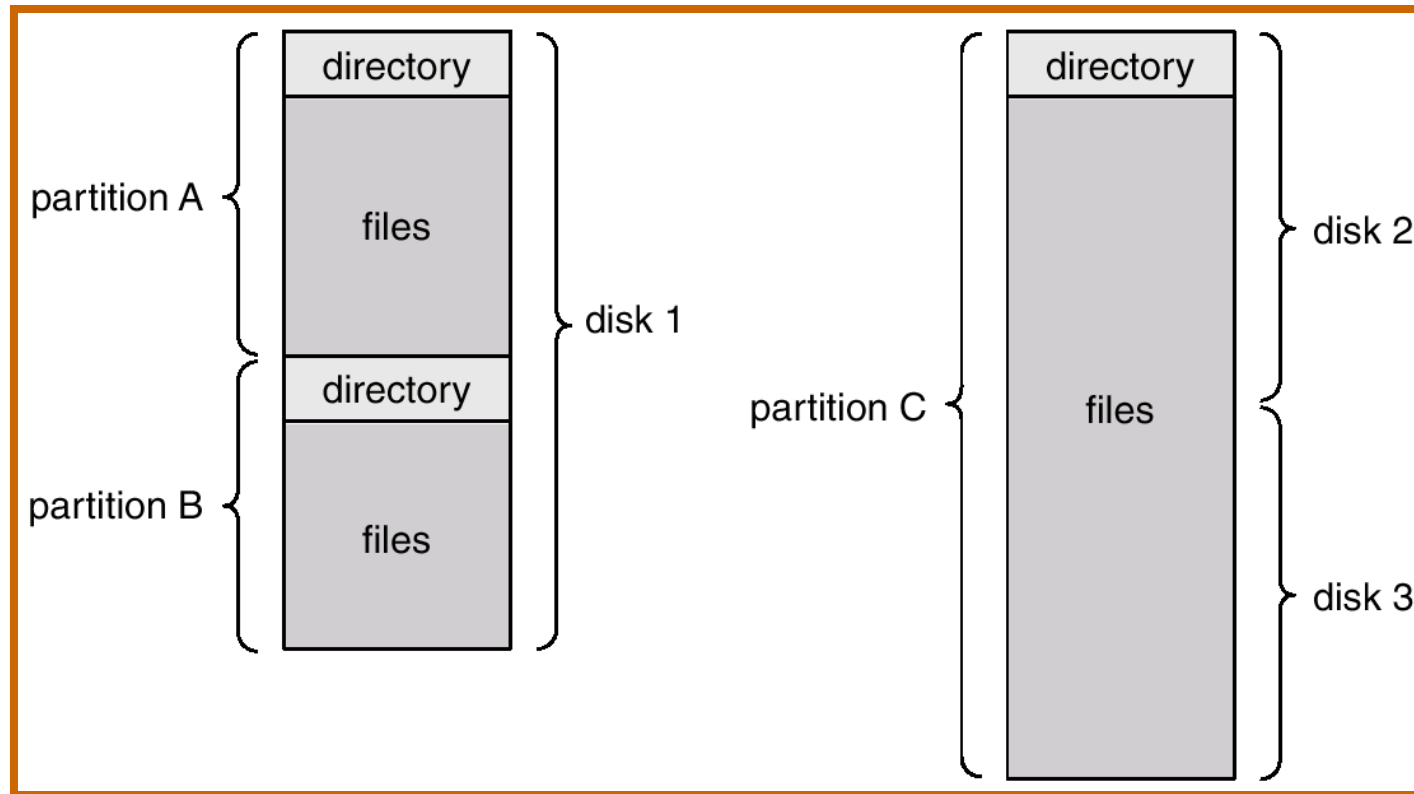 directory
partition A
files
disk 1
directory
partition B
files
directory
disk 2
partition C
files
disk 3